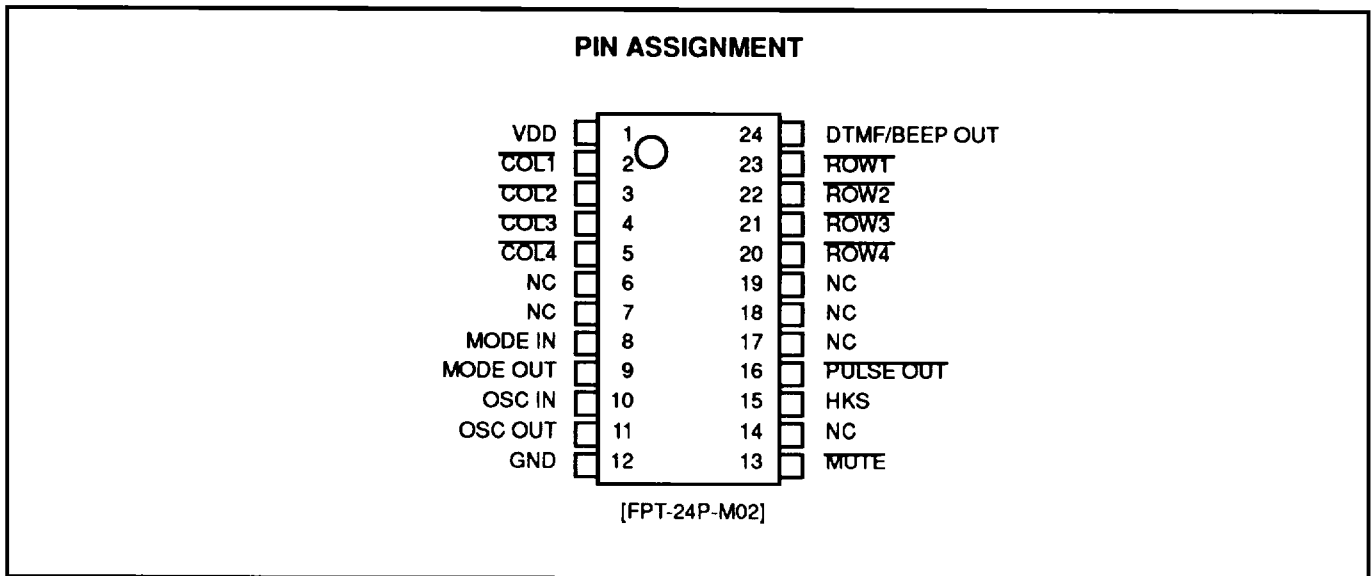 PIN ASSIGNMENT
VDD 1 24 DTMF/BEEP OUT
COL1 2 23 ROW1
COL2 3 22 ROW2
COL3 4 21 ROW3
COL4 5 20 ROW4
NC 6 19 NC
NC 7 18 NC
MODE IN 8 17 NC
MODE OUT 9 16 PULSE OUT
OSC IN 10 15 HKS
OSC OUT 11 14 NC
GND 12 13 MUTE
[FPT-24P-M02]